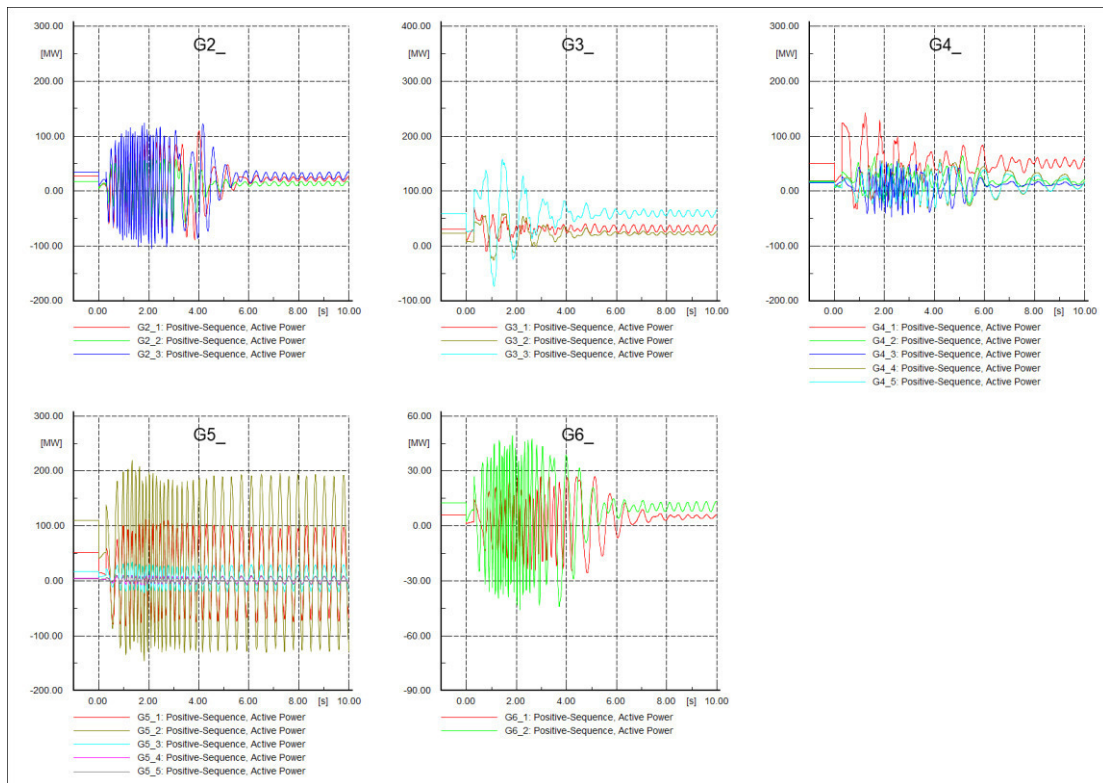 G2_
300.00
[MW]
200.00
100.00
0.00
-100.00
-200.00
0.00 2.00 4.00 6.00 8.00 [s] 10.00
G2_1: Positive-Sequence, Active Power
G2_2: Positive-Sequence, Active Power
G2_3: Positive-Sequence, Active Power
G3_
400.00
[MW]
300.00
200.00
100.00
0.00
-100.00
0.00 2.00 4.00 6.00 8.00 [s] 10.00
G3_1: Positive-Sequence, Active Power
G3_2: Positive-Sequence, Active Power
G3_3: Positive-Sequence, Active Power
G4_
300.00
[MW]
200.00
100.00
0.00
-100.00
-200.00
0.00 2.00 4.00 6.00 8.00 [s] 10.00
G4_1: Positive-Sequence, Active Power
G4_2: Positive-Sequence, Active Power
G4_3: Positive-Sequence, Active Power
G4_4: Positive-Sequence, Active Power
G4_5: Positive-Sequence, Active Power
G5_
300.00
[MW]
200.00
100.00
0.00
-100.00
-200.00
0.00 2.00 4.00 6.00 8.00 [s] 10.00
G5_1: Positive-Sequence, Active Power
G5_2: Positive-Sequence, Active Power
G5_3: Positive-Sequence, Active Power
G5_4: Positive-Sequence, Active Power
G5_5: Positive-Sequence, Active Power
G6_
60.00
[MW]
30.00
0.00
-30.00
-60.00
-90.00
0.00 2.00 4.00 6.00 8.00 [s] 10.00
G6_1: Positive-Sequence, Active Power
G6_2: Positive-Sequence, Active Power